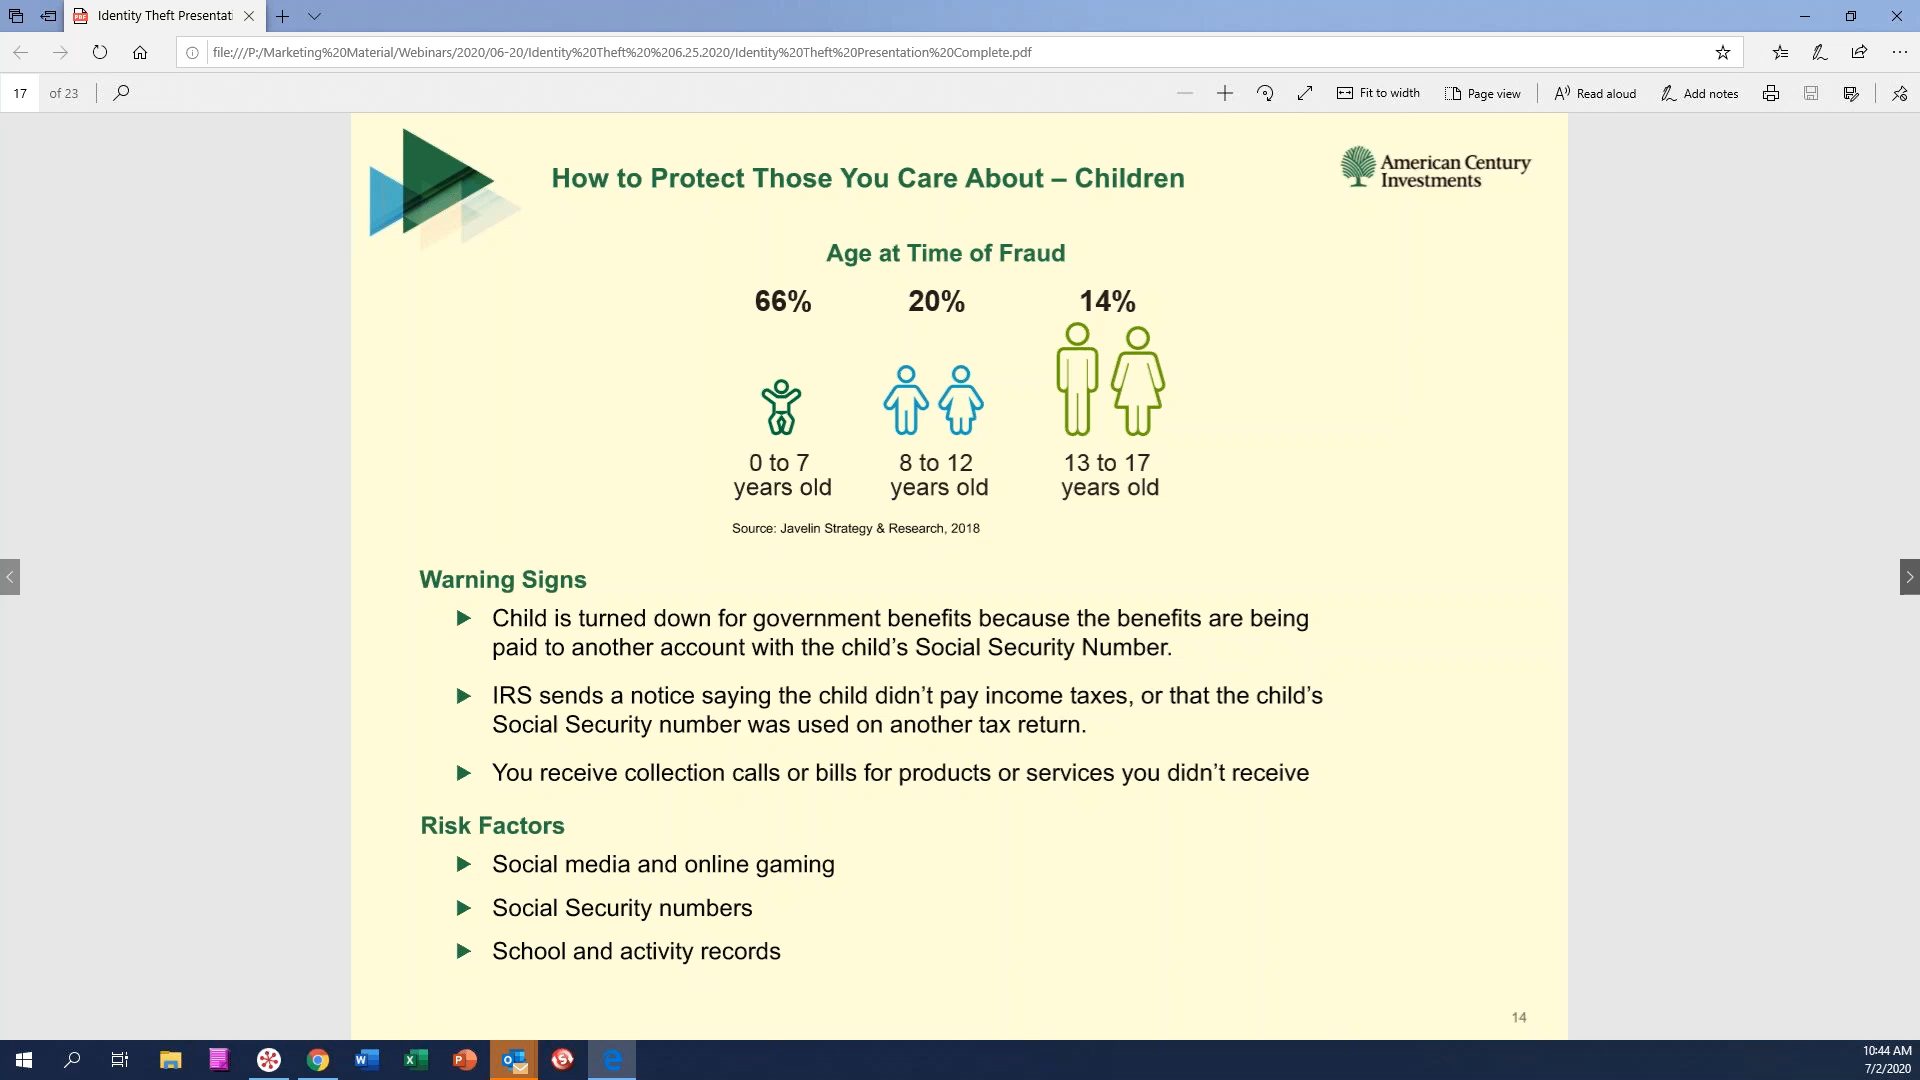 Identity Theft Presentati
file:///P:/Marketing%20Material/Webinars/2020/06-20/Identity%20Theft%20%206.25.2020/Identity%20Theft%20Presentation%20Complete.pdf
17 of 23
Fit to width
Page view
Read aloud
Add notes
How to Protect Those You Care About – Children
American Century
Investments
Age at Time of Fraud
66% 20% 14%
0 to 7 8 to 12 13 to 17
years old years old years old
Source: Javelin Strategy & Research, 2018
Warning Signs
Child is turned down for government benefits because the benefits are being
paid to another account with the child’s Social Security Number.
IRS sends a notice saying the child didn’t pay income taxes, or that the child’s
Social Security number was used on another tax return.
You receive collection calls or bills for products or services you didn’t receive
Risk Factors
Social media and online gaming
Social Security numbers
School and activity records
14
10:44 AM
7/2/2020